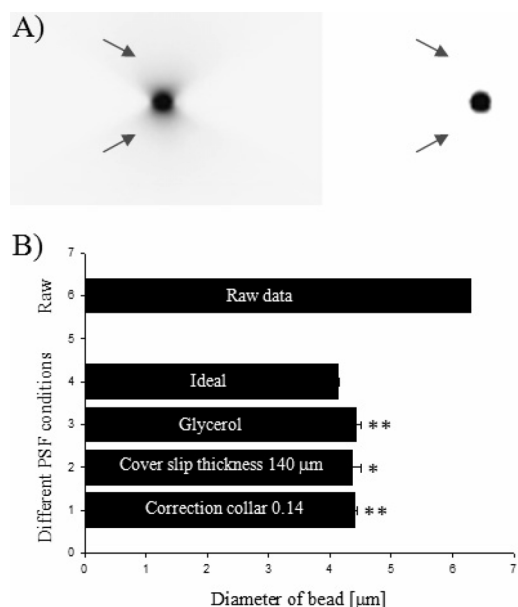 A)
B)
7
Raw
6
Raw data
5
Different PSF conditions
4
Ideal
3
Glycerol
**
2
Cover slip thickness 140 μm
*
1
Correction collar 0.14
**
0
0 1 2 3 4 5 6 7
Diameter of bead [μm]